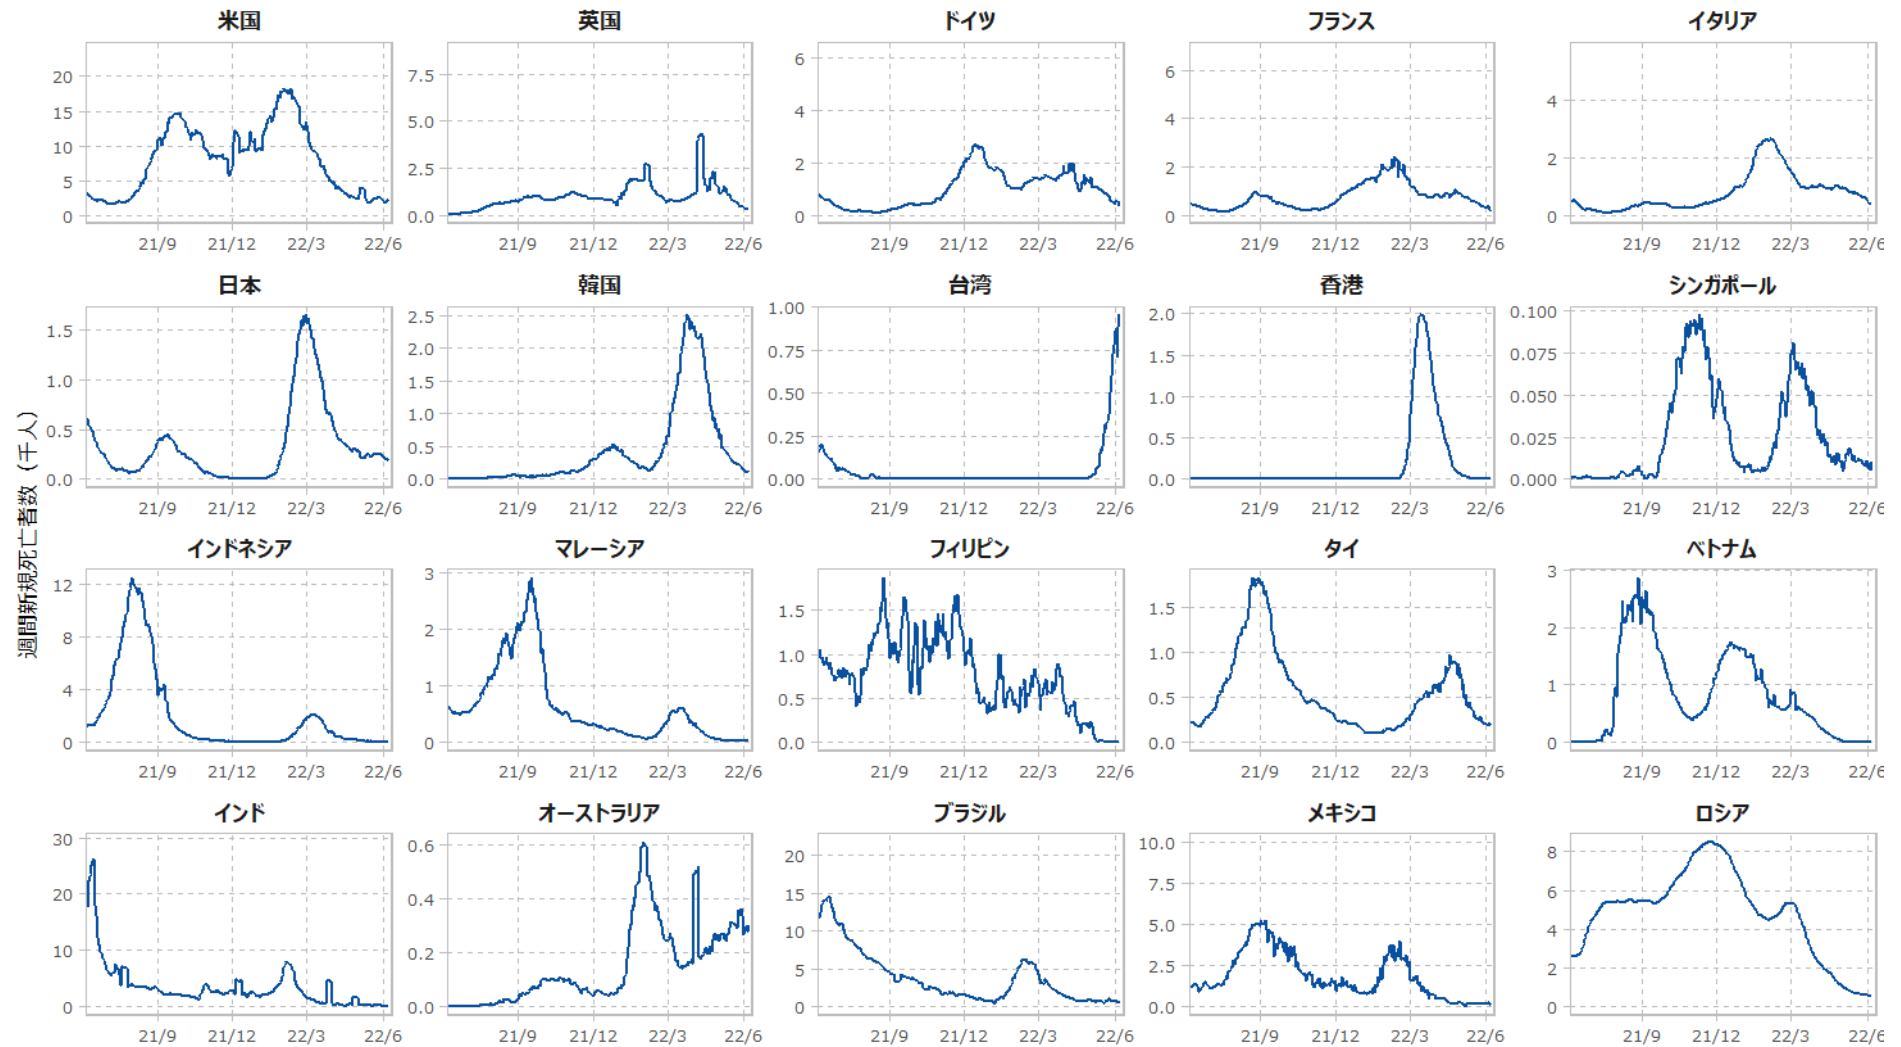 米国 英国 ドイツ フランス イタリア
20 15 10 5 0
7.5 5.0 2.5 0.0
6 4 2 0
6 4 2 0
4 2 0
21/9 21/12 22/3 22/6 21/9 21/12 22/3 22/6 21/9 21/12 22/3 22/6 21/9 21/12 22/3 22/6 21/9 21/12 22/3 22/6
日本 韓国 台湾 香港 シンガポール
1.5 1.0 0.5 0.0
2.5 2.0 1.5 1.0 0.5 0.0
1.00 0.75 0.50 0.25 0.00
2.0 1.5 1.0 0.5 0.0
0.100 0.075 0.050 0.025 0.000
21/9 21/12 22/3 22/6 21/9 21/12 22/3 22/6 21/9 21/12 22/3 22/6 21/9 21/12 22/3 22/6 21/9 21/12 22/3 22/6
週間新規死亡者数（千人）
インドネシア マレーシア フィリピン タイ ベトナム
12 8 4 0
3 2 1 0
1.5 1.0 0.5 0.0
1.5 1.0 0.5 0.0
3 2 1 0
21/9 21/12 22/3 22/6 21/9 21/12 22/3 22/6 21/9 21/12 22/3 22/6 21/9 21/12 22/3 22/6 21/9 21/12 22/3 22/6
インド オーストラリア ブラジル メキシコ ロシア
30 20 10 0
0.6 0.4 0.2 0.0
20 15 10 5 0
10.0 7.5 5.0 2.5 0.0
8 6 4 2 0
21/9 21/12 22/3 22/6 21/9 21/12 22/3 22/6 21/9 21/12 22/3 22/6 21/9 21/12 22/3 22/6 21/9 21/12 22/3 22/6